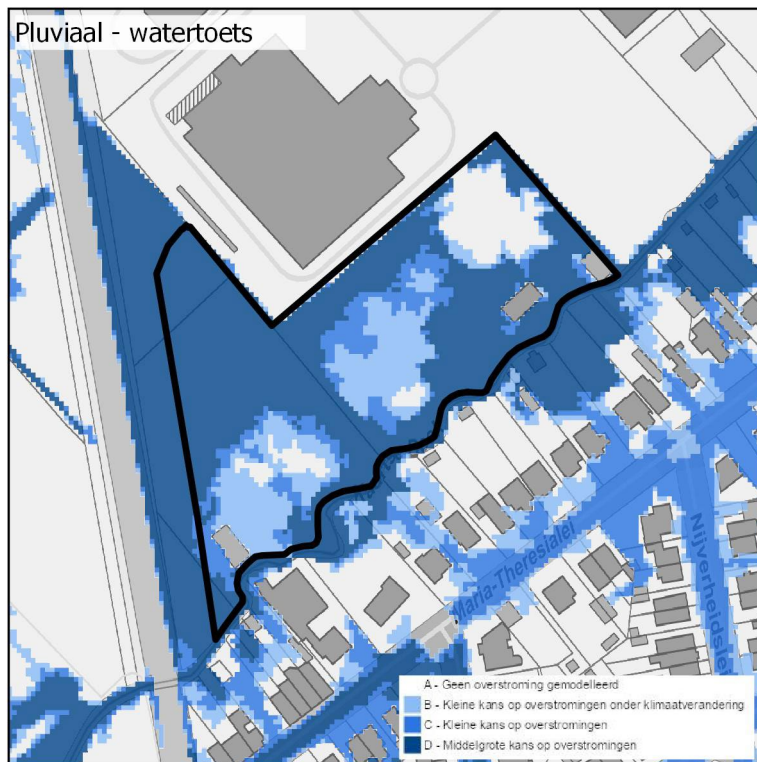 Pluviaal - watertoets
Maria-Theresialei
Nijverheidslei
A - Geen overstroming gemodelleerd
B - Kleine kans op overstromingen onder klimaatverandering
C - Kleine kans op overstromingen
D - Middelgrote kans op overstromingen